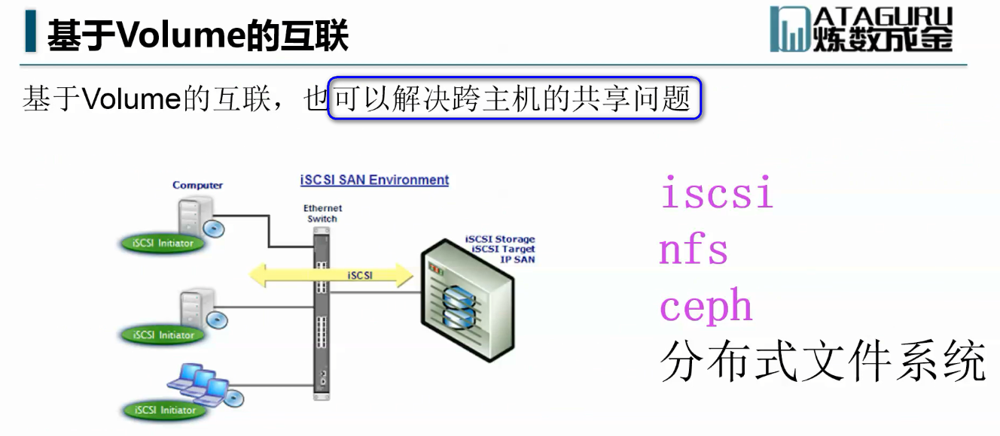 基于Volume的互联
ATAGURU
炼数成金
基于Volume的互联，也可以解决跨主机的共享问题
iSCSI SAN Environment
Computer
Ethernet
Switch
iSCSI Initiator
iSCSI
iSCSI Storage
iSCSI Target
IP SAN
iSCSI Initiator
iSCSI Initiator
iscsi
nfs
ceph
分布式文件系统